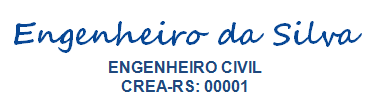 Engenheiro da Silva
ENGENHEIRO CIVIL
CREA-RS: 00001